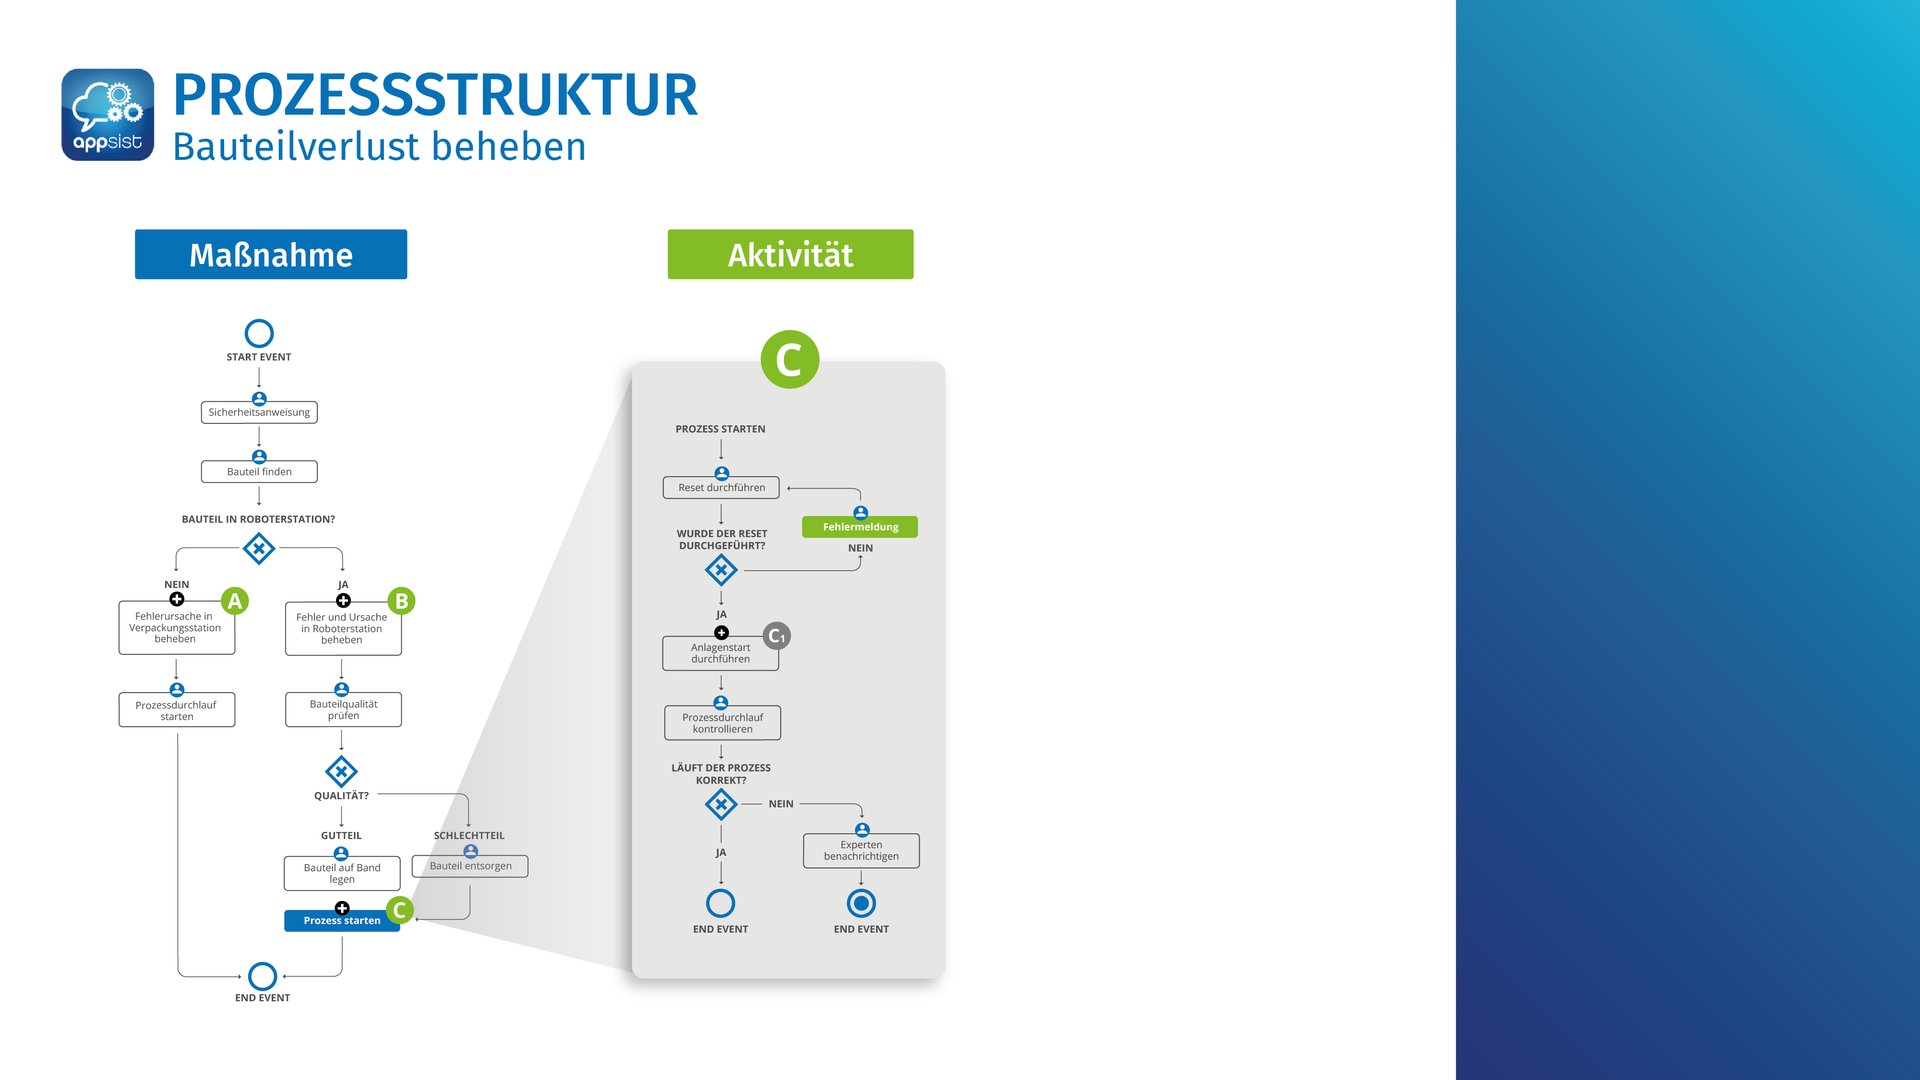 appsist
PROZESSSTRUKTUR
Bauteilverlust beheben
Maßnahme
START EVENT
Sicherheitsanweisung
Bauteil finden
BAUTEIL IN ROBOTERSTATION?
NEIN
JA
A
Fehlerursache in
Verpackungsstation
beheben
B
Fehler und Ursache
in Roboterstation
beheben
Prozessdurchlauf
starten
Bauteilqualität
prüfen
QUALITÄT?
GUTTEIL
SCHLECHTTEIL
Bauteil auf Band
legen
Bauteil entsorgen
Prozess starten
C
END EVENT
Aktivität
C
PROZESS STARTEN
Reset durchführen
Fehlermeldung
NEIN
WURDE DER RESET
DURCHGEFÜHRT?
JA
C1
Anlagenstart
durchführen
Prozessdurchlauf
kontrollieren
LÄUFT DER PROZESS
KORREKT?
NEIN
Experten
benachrichtigen
JA
END EVENT
END EVENT